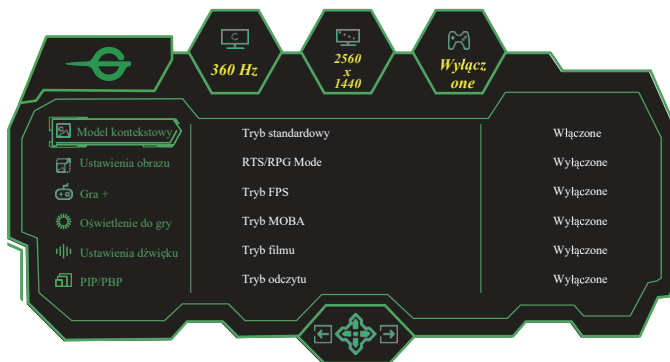 360 Hz
2560
x
1440
Wyłącz
one
Model kontekstowy
Tryb standardowy
Włączone
Ustawienia obrazu
RTS/RPG Mode
Wyłączone
Gra +
Tryb FPS
Wyłączone
Oświetlenie do gry
Tryb MOBA
Wyłączone
Ustawienia dźwięku
Tryb filmu
Wyłączone
PIP/PBP
Tryb odczytu
Wyłączone